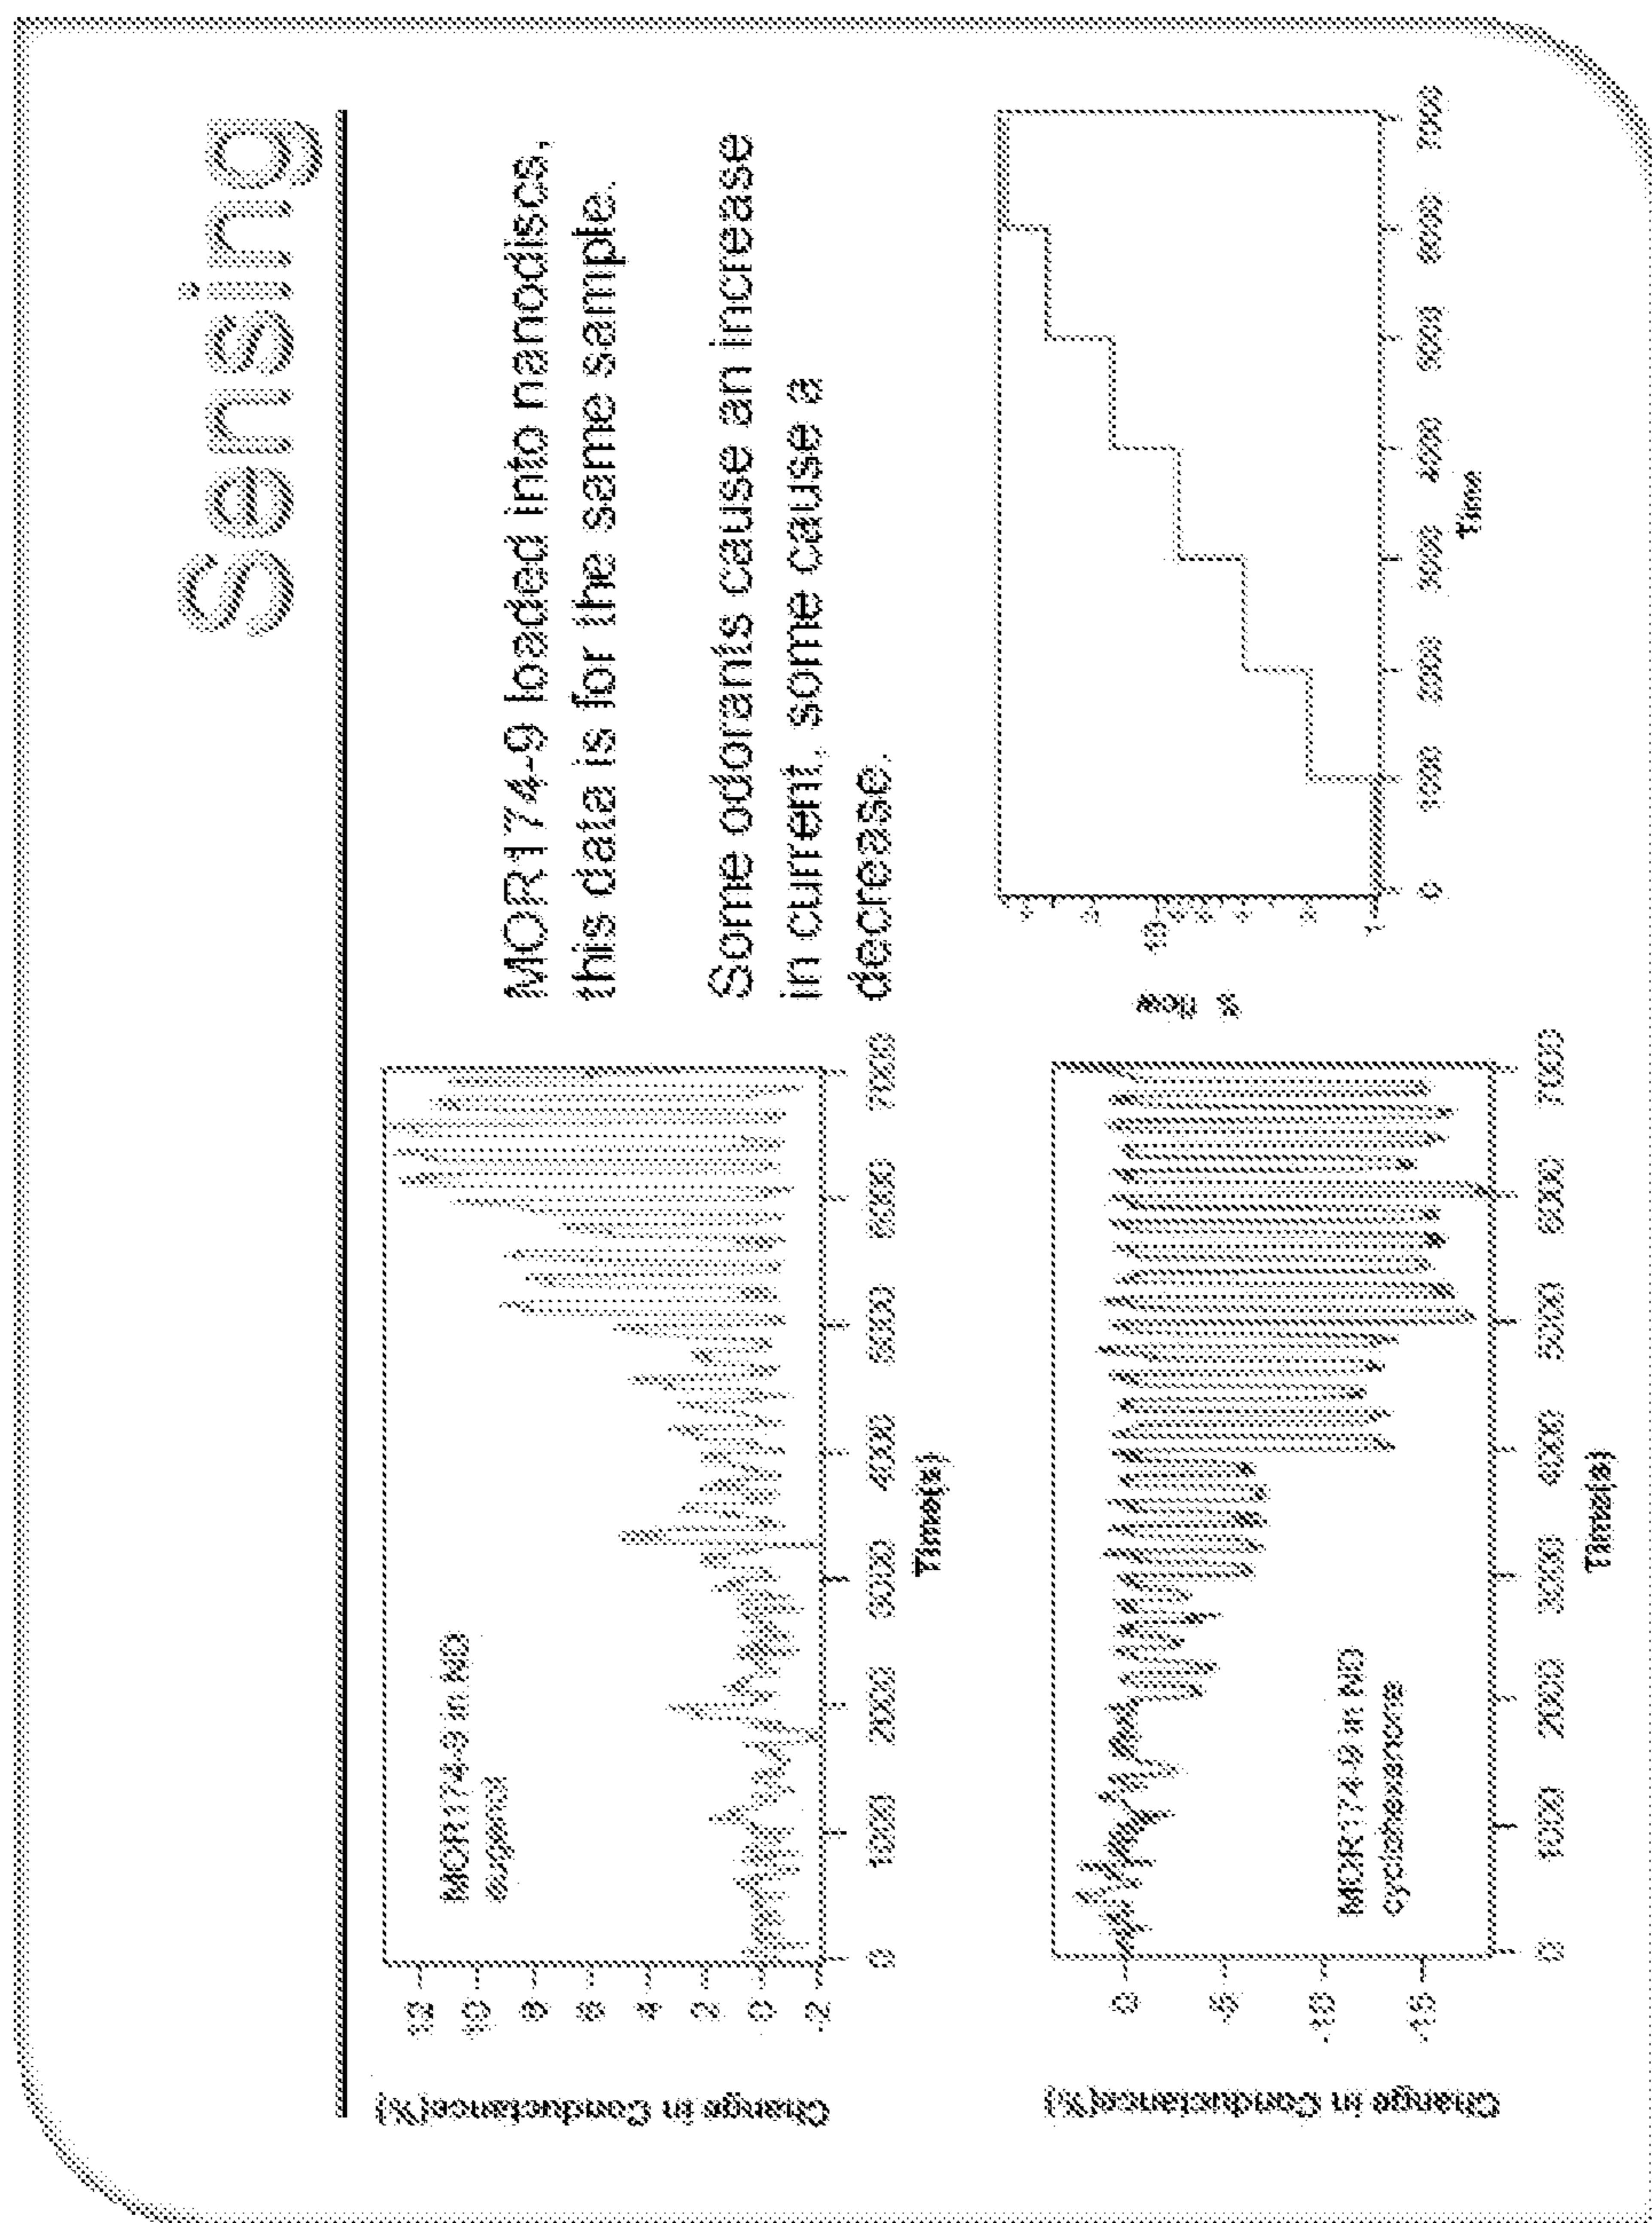 Sensing
MOR174-9 loaded into nanodiscs,
this data is for the same sample.
Some odorants cause an increase
in current, some cause a
decrease.
Change in Conductance(%)
12
10
8
6
4
2
0
-2
MOR174-9 in ND
eugenol
0 1000 2000 3000 4000 5000 6000 7000
Time(s)
Change in Conductance(%)
0
-5
-10
-15
MOR174-9 in ND
cyclohexanone
0 1000 2000 3000 4000 5000 6000 7000
Time(s)
% flow
10
2
1
0 1000 2000 3000 4000 5000 6000 7000
Time